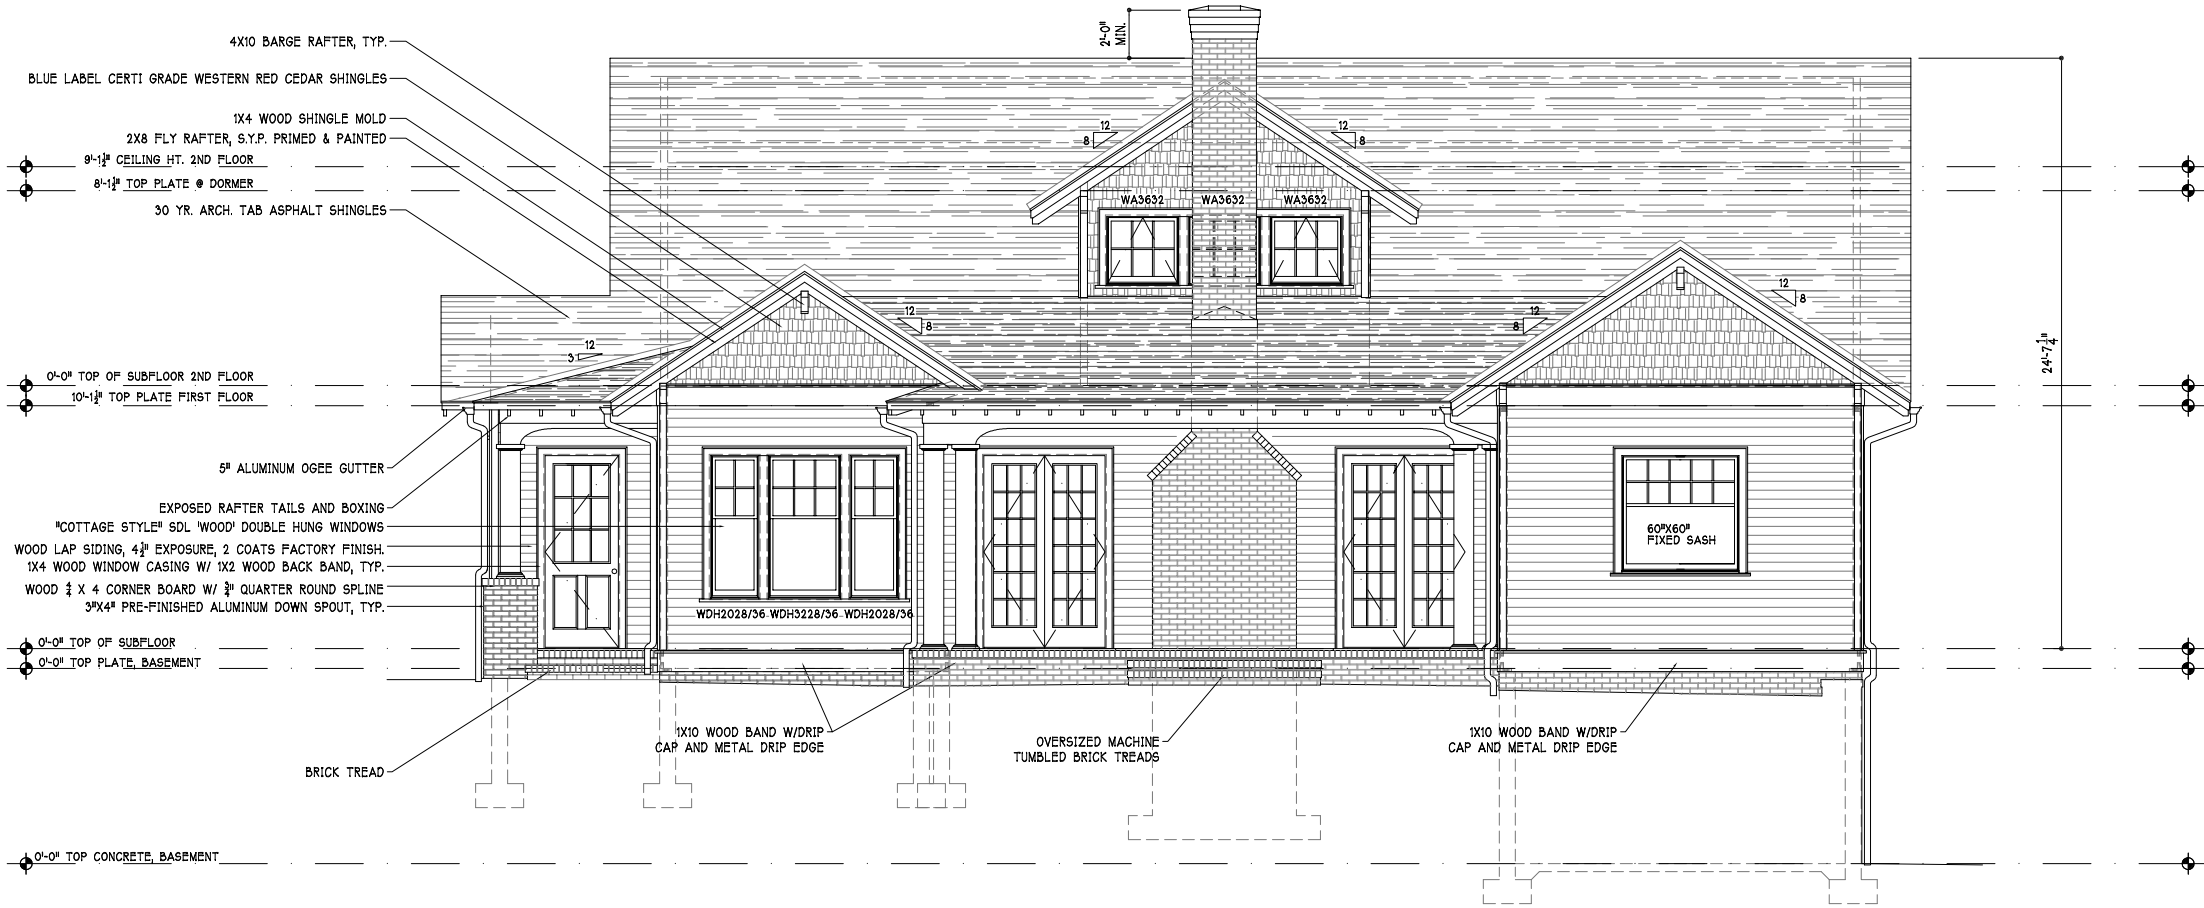 2'-0"
MIN.
4X10 BARGE RAFTER, TYP.
BLUE LABEL CERTI GRADE WESTERN RED CEDAR SHINGLES
1X4 WOOD SHINGLE MOLD
2X8 FLY RAFTER, S.Y.P. PRIMED & PAINTED
9'-1½" CEILING HT. 2ND FLOOR
8'-1½" TOP PLATE @ DORMER
30 YR. ARCH. TAB ASPHALT SHINGLES
12
8
12
8
WA3632
WA3632
WA3632
12
8
12
8
12
8
12
3
24'-7¼"
0'-0" TOP OF SUBFLOOR 2ND FLOOR
10'-1½" TOP PLATE FIRST FLOOR
5" ALUMINUM OGEE GUTTER
EXPOSED RAFTER TAILS AND BOXING
"COTTAGE STYLE" SDL 'WOOD' DOUBLE HUNG WINDOWS
WOOD LAP SIDING, 4½" EXPOSURE, 2 COATS FACTORY FINISH.
1X4 WOOD WINDOW CASING W/ 1X2 WOOD BACK BAND, TYP.
WOOD 5/4 X 4 CORNER BOARD W/ ¾" QUARTER ROUND SPLINE
3"X4" PRE-FINISHED ALUMINUM DOWN SPOUT, TYP.
60"X60"
FIXED SASH
WDH2028/36
WDH3228/36
WDH2028/36
0'-0" TOP OF SUBFLOOR
0'-0" TOP PLATE, BASEMENT
1X10 WOOD BAND W/DRIP
CAP AND METAL DRIP EDGE
OVERSIZED MACHINE
TUMBLED BRICK TREADS
1X10 WOOD BAND W/DRIP
CAP AND METAL DRIP EDGE
BRICK TREAD
0'-0" TOP CONCRETE, BASEMENT